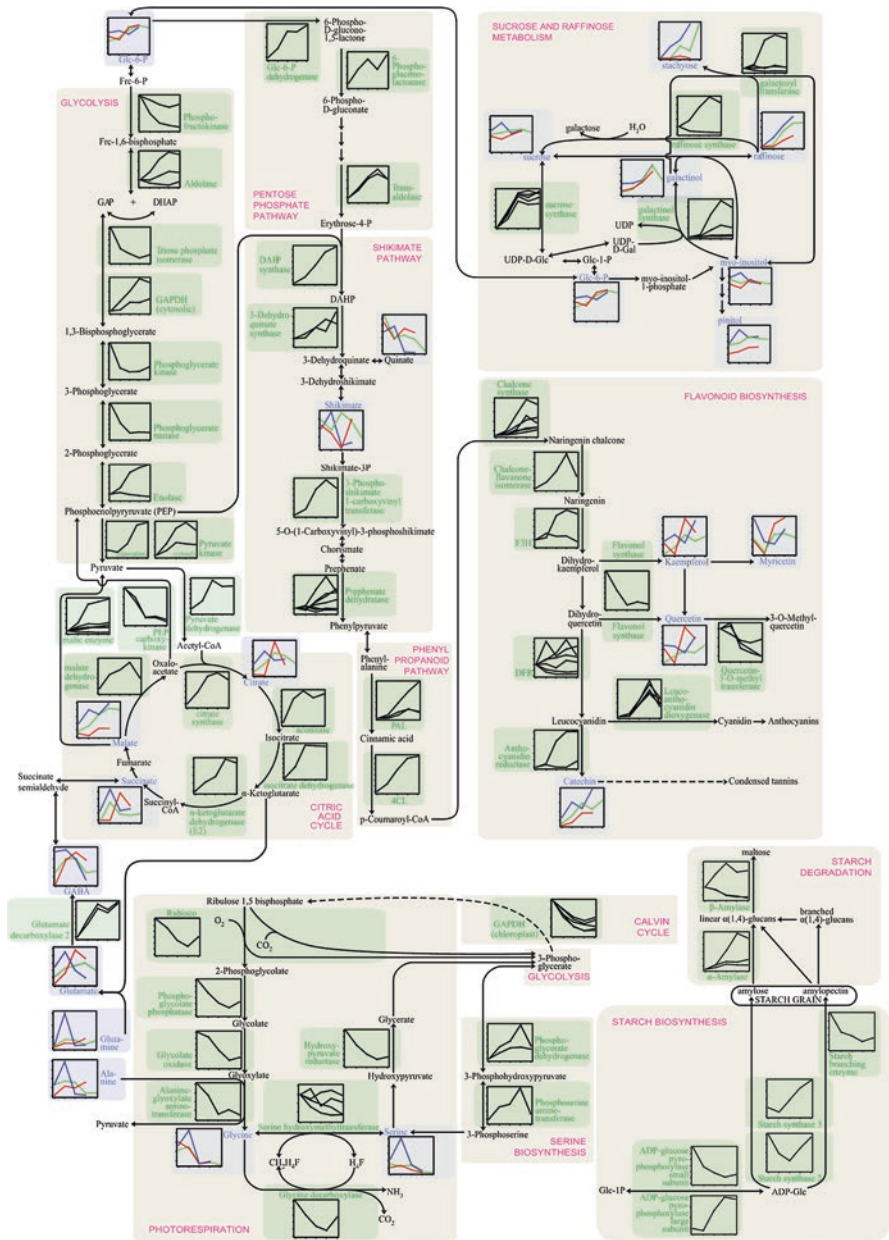 Glc-6-P
Frc-6-P
GLYCOLYSIS
Phospho-
fructokinase
Frc-1,6-bisphosphate
Aldolase
GAP + DHAP
Triose phosphate
isomerase
GAPDH
(cytosolic)
1,3-Bisphosphoglycerate
Phosphoglycerate
kinase
3-Phosphoglycerate
Phosphoglycerate
mutase
2-Phosphoglycerate
Enolase
Phosphoenolpyryruvate (PEP)
Pyruvate
kinase
Pyruvate
6-Phospho-
D-glucono-
1,5-lactone
Glc-6-P
dehydrogenase
6-
Phospho-
glucono-
lactonase
6-Phospho-
D-gluconate
Trans-
aldolase
PENTOSE
PHOSPHATE
PATHWAY
Erythrose-4-P
SHIKIMATE
PATHWAY
DAHP
synthase
DAHP
3-Dehydro
quinate
synthase
3-Dehydroquinate
Quinate
3-Dehydroshikimate
Shikimate
Shikimate-3P
3-Phospho-
shikimate
1-carboxyvinyl
transferase
5-O-(1-Carboxyvinyl)-3-phosphoshikimate
Chorismate
Prephenate
Prephenate
dehydratase
Phenylpyruvate
PHENYL
PROPANOID
PATHWAY
Phenyl-
alanine
PAL
Cinnamic acid
4CL
p-Coumaroyl-CoA
malic enzyme
PEP
carboxy-
kinase
Pyruvate
dehydrogenase
Acetyl-CoA
malate dehydro
genase
Oxalo-
acetate
citrate
synthase
Citrate
aconitase
Isocitrate
isocitrate dehydrogenase
Malate
Fumarate
Succinate
semialdehyde
Succinate
Succinyl-
CoA
α-Ketoglutarate
α-ketoglutarate
dehydrogenase
(E2)
CITRIC
ACID
CYCLE
GABA
Glutamate
decarboxylase 2
Glutamate
Gluta-
mine
Ala-
nine
SUCROSE AND RAFFINOSE
METABOLISM
stachyose
galactosyl
transferase
galactose
H2O
raffinose synthase
sucrose
raffinose
galactinol
sucrose
synthase
galactinol
synthase
UDP
UDP-
D-Gal
UDP-D-Glc
Glc-1-P
Glc-6-P
myo-inositol-
1-phosphate
myo-inositol
pinitol
Chalcone
synthase
FLAVONOID BIOSYNTHESIS
Naringenin chalcone
Chalcone-
flavanone
isomerase
Naringenin
F3H
Flavonol
synthase
Dihydro-
kaempferol
Kaempferol
Myricetin
Dihydro-
quercetin
Flavonol
synthase
Quercetin
3-O-Methyl-
quercetin
DFR
Quercetin-
3-O-methyl
transferase
Leuco-
antho-
cyanidin
dioxygenase
Leucocyanidin
Cyanidin
Anthocyanins
Antho-
cyanidin
reductase
Catechin
Condensed tannins
Ribulose 1,5 bisphosphate
Rubisco
O2
CO2
2-Phosphoglycolate
Phospho-
glycolate
phosphatase
Glycolate
Glycolate
oxidase
Glyoxylate
Alanine-
glyoxylate
amino-
transferase
Pyruvate
Glycine
Serine hydroxymethyltransferase
Serine
CH2H4F
H4F
Glycine decarboxylase
NH3
CO2
PHOTORESPIRATION
Glycerate
Hydroxy-
pyruvate
reductase
Hydroxypyruvate
GAPDH
(chloroplast)
CALVIN
CYCLE
3-Phospho-
glycerate
GLYCOLYSIS
Phospho-
glycerate
dehydrogenase
3-Phosphohydroxypyruvate
Phosphoserine
amino-
transferase
3-Phosphoserine
SERINE
BIOSYNTHESIS
maltose
STARCH
DEGRADATION
β-Amylase
linear α(1,4)-glucans
branched
α(1,4)-glucans
α-Amylase
amylose
amylopectin
STARCH GRAIN
STARCH BIOSYNTHESIS
Starch
branching
enzyme
Starch synthase 3
Starch synthase 2
ADP-glucose
pyro-
phosphorylase
small
subunit
Glc-1P
ADP-Glc
ADP-glucose
pyro-
phosphorylase
large
subunit